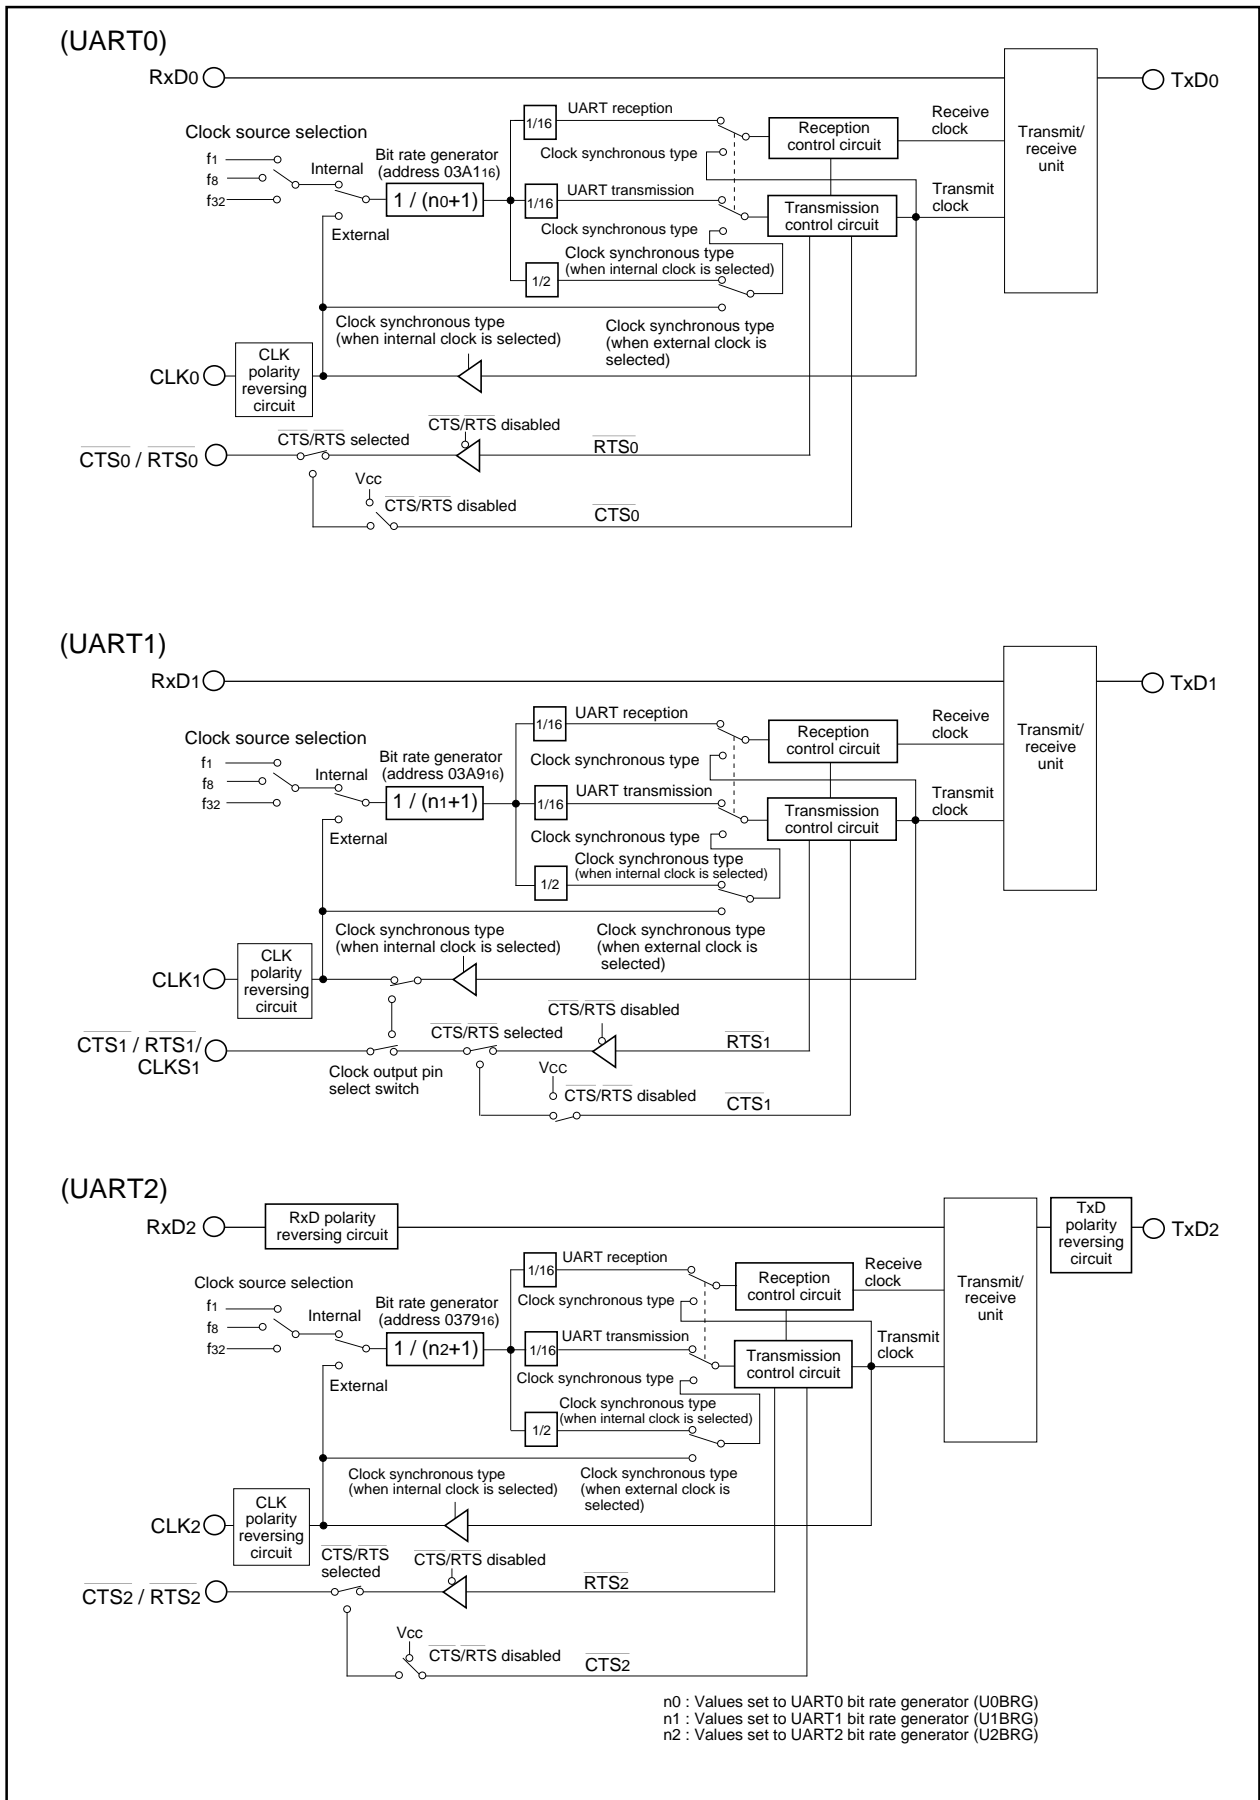 (UART0)
RxD0
TxD0
UART reception
1/16
Clock source selection
Reception
control circuit
Receive
clock
Transmit/
receive
unit
f1
f8
f32
Internal
Bit rate generator
(address 03A116)
Clock synchronous type
1 / (n0+1)
1/16
UART transmission
Transmission
control circuit
Transmit
clock
External
Clock synchronous type
Clock synchronous type
(when internal clock is selected)
1/2
Clock synchronous type
(when internal clock is selected)
Clock synchronous type
(when external clock is
selected)
CLK0
CLK
polarity
reversing
circuit
CTS/RTS disabled
CTS/RTS selected
CTS0 / RTS0
RTS0
Vcc
CTS/RTS disabled
CTS0
(UART1)
RxD1
TxD1
UART reception
1/16
Clock source selection
Reception
control circuit
Receive
clock
Transmit/
receive
unit
f1
f8
f32
Internal
Bit rate generator
(address 03A916)
Clock synchronous type
1 / (n1+1)
1/16
UART transmission
Transmission
control circuit
Transmit
clock
External
Clock synchronous type
Clock synchronous type
(when internal clock is selected)
1/2
Clock synchronous type
(when internal clock is selected)
Clock synchronous type
(when external clock is
selected)
CLK1
CLK
polarity
reversing
circuit
CTS/RTS disabled
CTS/RTS selected
CTS1 / RTS1/
CLKS1
RTS1
Clock output pin
select switch
VCC
CTS/RTS disabled
CTS1
(UART2)
RxD2
RxD polarity
reversing circuit
TxD
polarity
reversing
circuit
TxD2
UART reception
1/16
Clock source selection
Reception
control circuit
Receive
clock
Transmit/
receive
unit
f1
f8
f32
Internal
Bit rate generator
(address 037916)
Clock synchronous type
1 / (n2+1)
1/16
UART transmission
Transmission
control circuit
Transmit
clock
External
Clock synchronous type
Clock synchronous type
(when internal clock is selected)
1/2
Clock synchronous type
(when internal clock is selected)
Clock synchronous type
(when external clock is
selected)
CLK2
CLK
polarity
reversing
circuit
CTS/RTS
selected
CTS/RTS disabled
CTS2 / RTS2
RTS2
Vcc
CTS/RTS disabled
CTS2
n0 : Values set to UART0 bit rate generator (U0BRG)
n1 : Values set to UART1 bit rate generator (U1BRG)
n2 : Values set to UART2 bit rate generator (U2BRG)